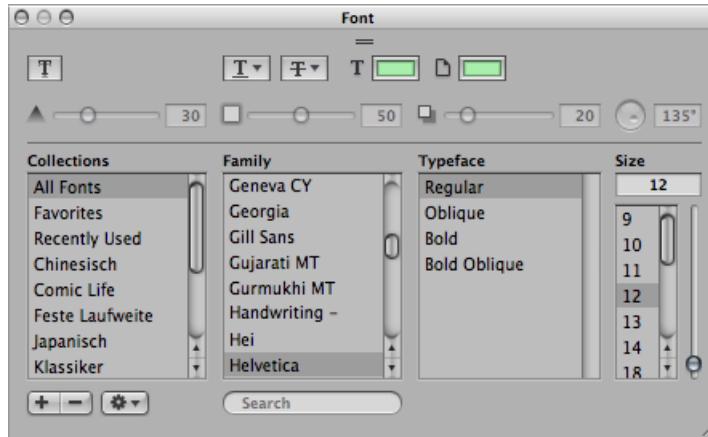 Font
T T T T
30 50 20 135°
Collections Family Typeface Size
12
All Fonts
Favorites
Recently Used
Chinesisch
Comic Life
Feste Laufweite
Japanisch
Klassiker
Geneva CY
Georgia
Gill Sans
Gujarati MT
Gurmukhi MT
Handwriting –
Hei
Helvetica
Regular
Oblique
Bold
Bold Oblique
9
10
11
12
13
14
18
Search